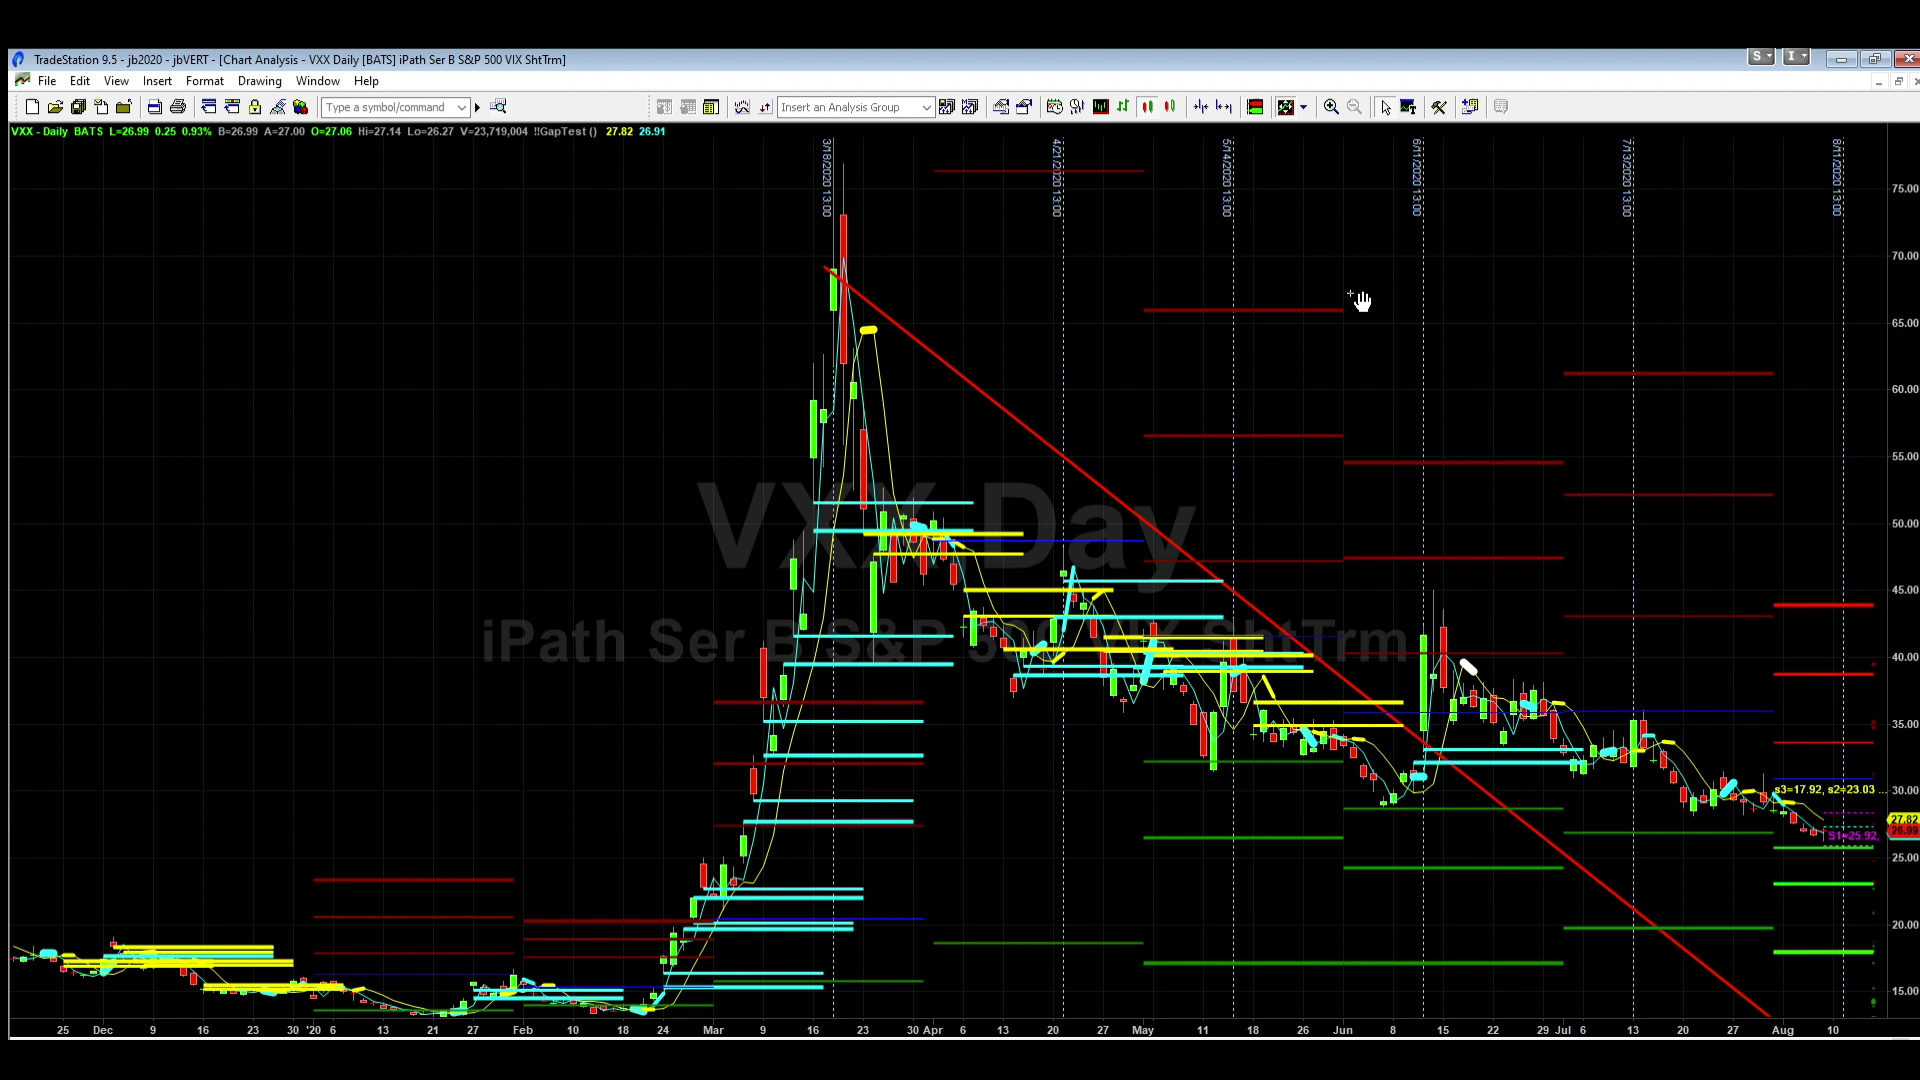 TradeStation 9.5 - jb2020 - jbVERT - [Chart Analysis - VXX Daily [BATS] iPath Ser B S&P 500 VIX ShtTrm]
S I
File Edit View Insert Format Drawing Window Help
Type a symbol/command Insert an Analysis Group
VXX - Daily BATS L=26.99 0.25 0.93% B=26.99 A=27.00 O=27.06 Hi=27.14 Lo=26.27 V=23,719,004 !!GapTest () 27.82 26.91
3/18/2020 13:00
4/21/2020 13:00
5/14/2020 13:00
6/11/2020 13:00
7/13/2020 13:00
8/11/2020 13:00
75.00
70.00
65.00
60.00
55.00
50.00
45.00
40.00
35.00
30.00
25.00
20.00
15.00
VXX,Day
iPath Ser B S&P 500 VIX ShtTrm
s3=17.92, s2=23.03 ...
27.82
26.99
S1=25.92,
25 Dec 9 16 23 30 '20 6 13 21 27 Feb 10 18 24 Mar 9 16 23 30 Apr 6 13 20 27 May 11 18 26 Jun 8 15 22 29 Jul 6 13 20 27 Aug 10